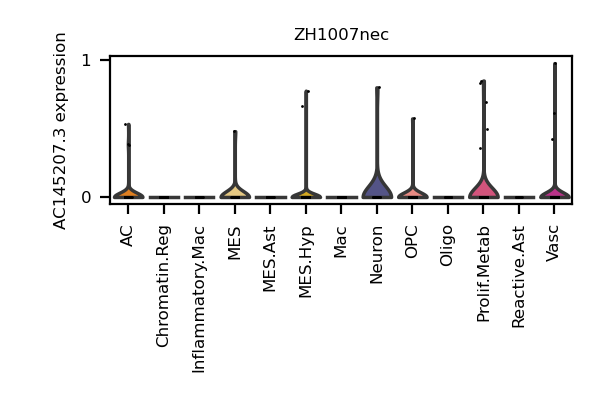 ZH1007nec
AC145207.3 expression
1
0
AC
Chromatin.Reg
Inflammatory.Mac
MES
MES.Ast
MES.Hyp
Mac
Neuron
OPC
Oligo
Prolif.Metab
Reactive.Ast
Vasc